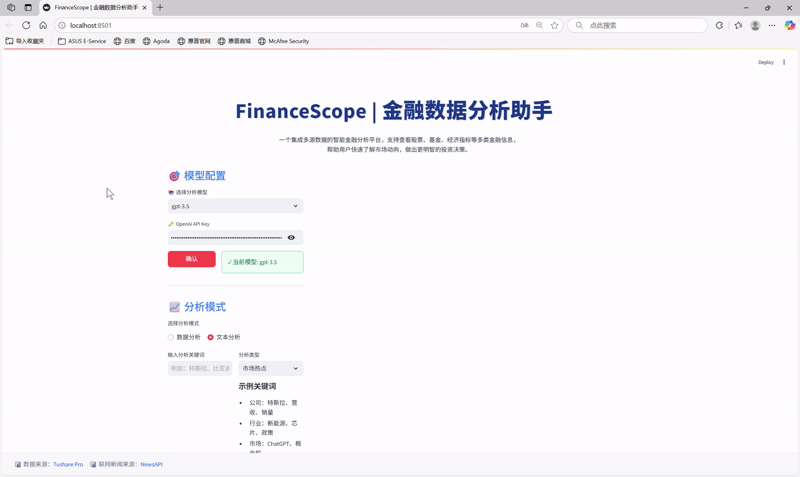 FinanceScope | 金融数据分析助手
localhost:8501
点此搜索
导入收藏夹
ASUS E-Service
百度
Agoda
惠普官网
惠普商城
McAfee Security
Deploy
FinanceScope | 金融数据分析助手
一个集成多源数据的智能金融分析平台，支持查看股票、基金、经济指标等多类金融信息，
帮助用户快速了解市场动向，做出更明智的投资决策。
模型配置
选择分析模型
gpt-3.5
OpenAI API Key
确认
✓当前模型: gpt-3.5
分析模式
选择分析模式
数据分析
文本分析
输入分析关键词
分析类型
例如：特斯拉、比亚迪
市场热点
示例关键词
• 公司：特斯拉、营
收、销量
• 行业：新能源、芯
片、政策
• 市场：ChatGPT、概
数据来源：Tushare Pro | 联网新闻来源：NewsAPI